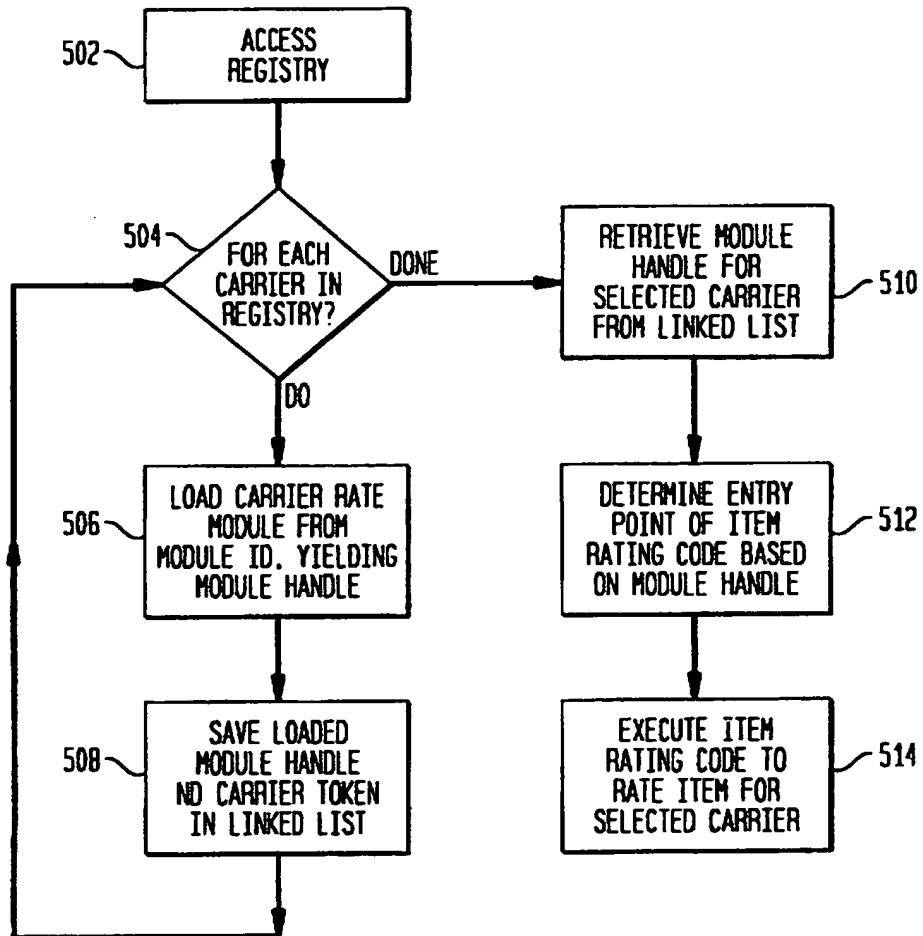 502
ACCESS
REGISTRY
504
FOR EACH
CARRIER IN
REGISTRY?
DONE
DO
506
LOAD CARRIER RATE
MODULE FROM
MODULE ID. YIELDING
MODULE HANDLE
508
SAVE LOADED
MODULE HANDLE
ND CARRIER TOKEN
IN LINKED LIST
RETRIEVE MODULE
HANDLE FOR
SELECTED CARRIER
FROM LINKED LIST
510
DETERMINE ENTRY
POINT OF ITEM
RATING CODE BASED
ON MODULE HANDLE
512
EXECUTE ITEM
RATING CODE TO
RATE ITEM FOR
SELECTED CARRIER
514